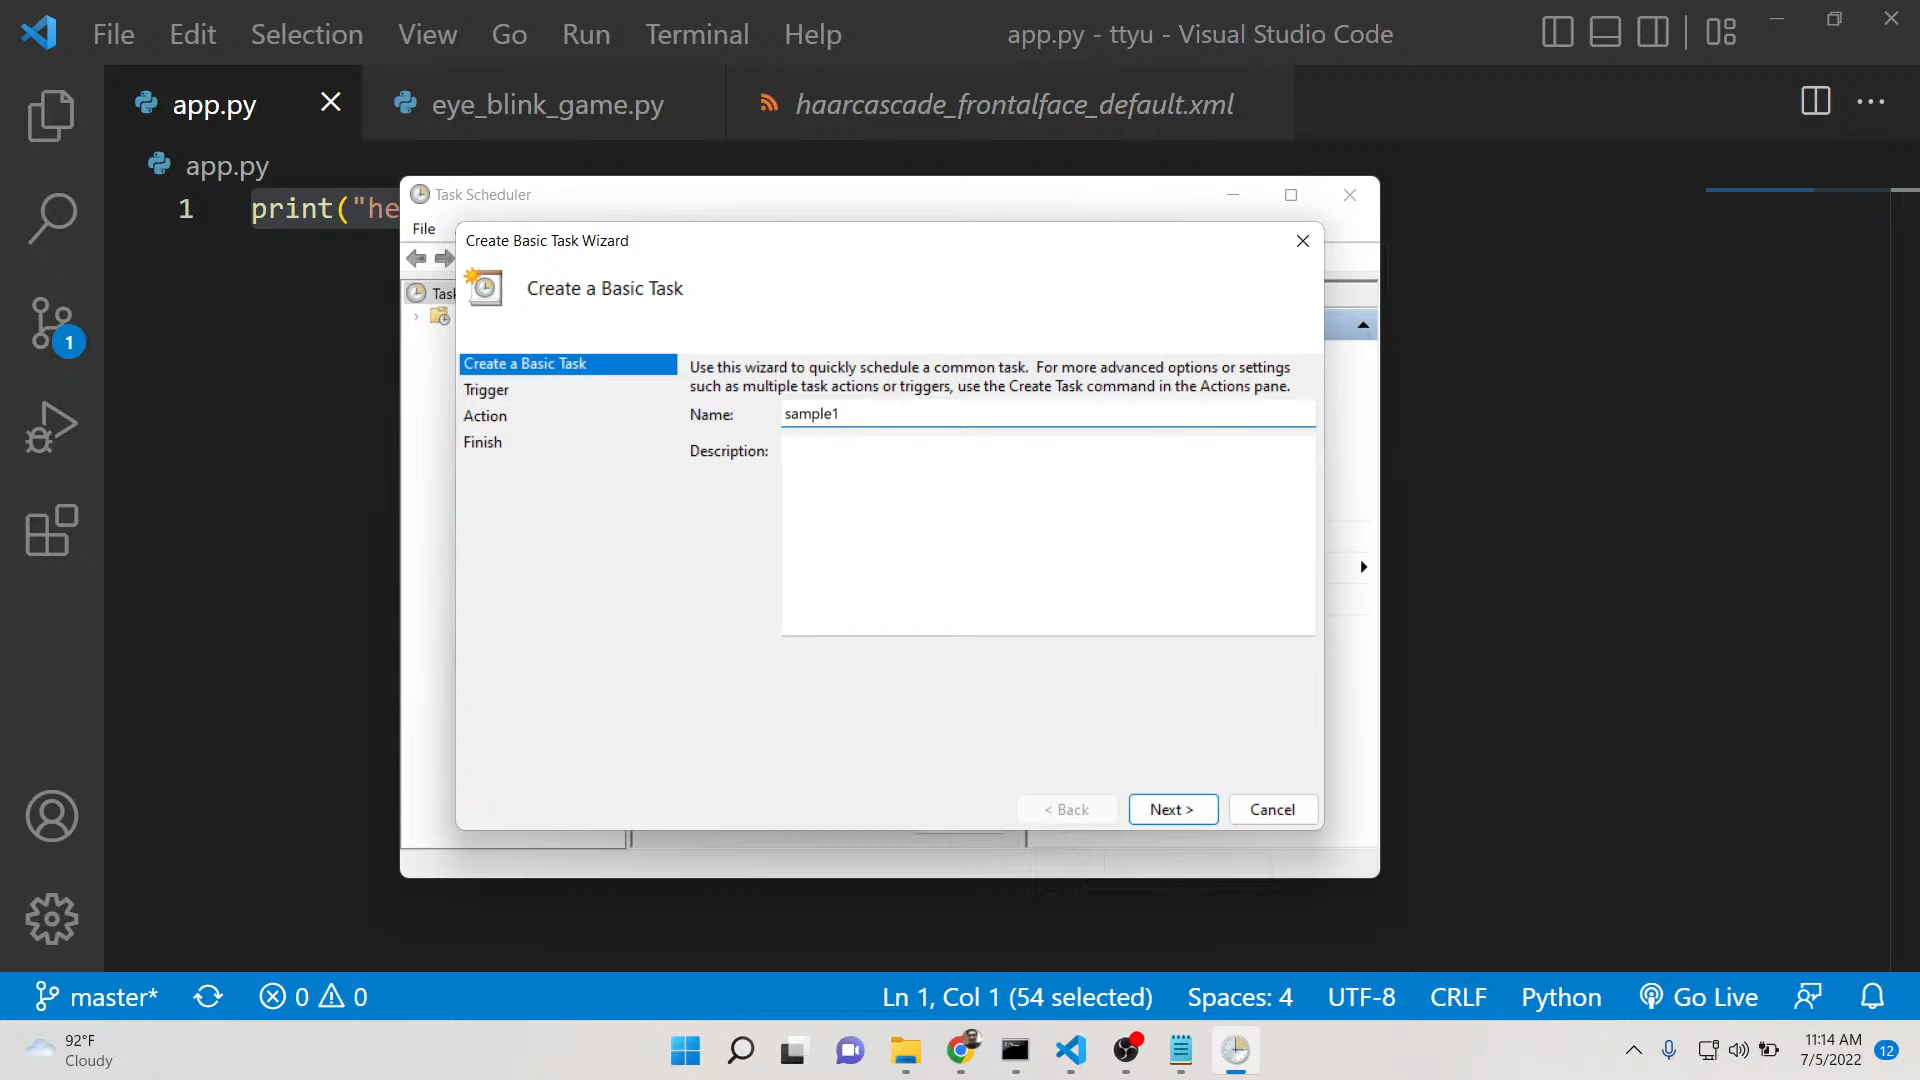 File Edit Selection View Go Run Terminal Help app.py - ttyu - Visual Studio Code
app.py eye_blink_game.py haarcascade_frontalface_default.xml
app.py
1 print("he
Task Scheduler
File
Create Basic Task Wizard
Create a Basic Task
Task
Create a Basic Task
Trigger
Action
Finish
Use this wizard to quickly schedule a common task. For more advanced options or settings
such as multiple task actions or triggers, use the Create Task command in the Actions pane.
Name: sample1
Description:
< Back Next > Cancel
1
master* 0 0 Ln 1, Col 1 (54 selected) Spaces: 4 UTF-8 CRLF Python Go Live
92°F
Cloudy
11:14 AM
7/5/2022
12